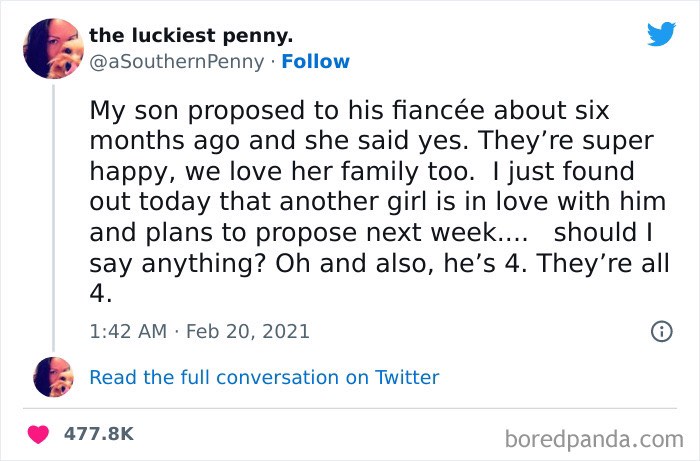 the luckiest penny.
@aSouthernPenny · Follow
My son proposed to his fiancée about six
months ago and she said yes. They’re super
happy, we love her family too.  I just found
out today that another girl is in love with him
and plans to propose next week....   should I
say anything? Oh and also, he’s 4. They’re all
4.
1:42 AM · Feb 20, 2021
Read the full conversation on Twitter
477.8K
boredpanda.com